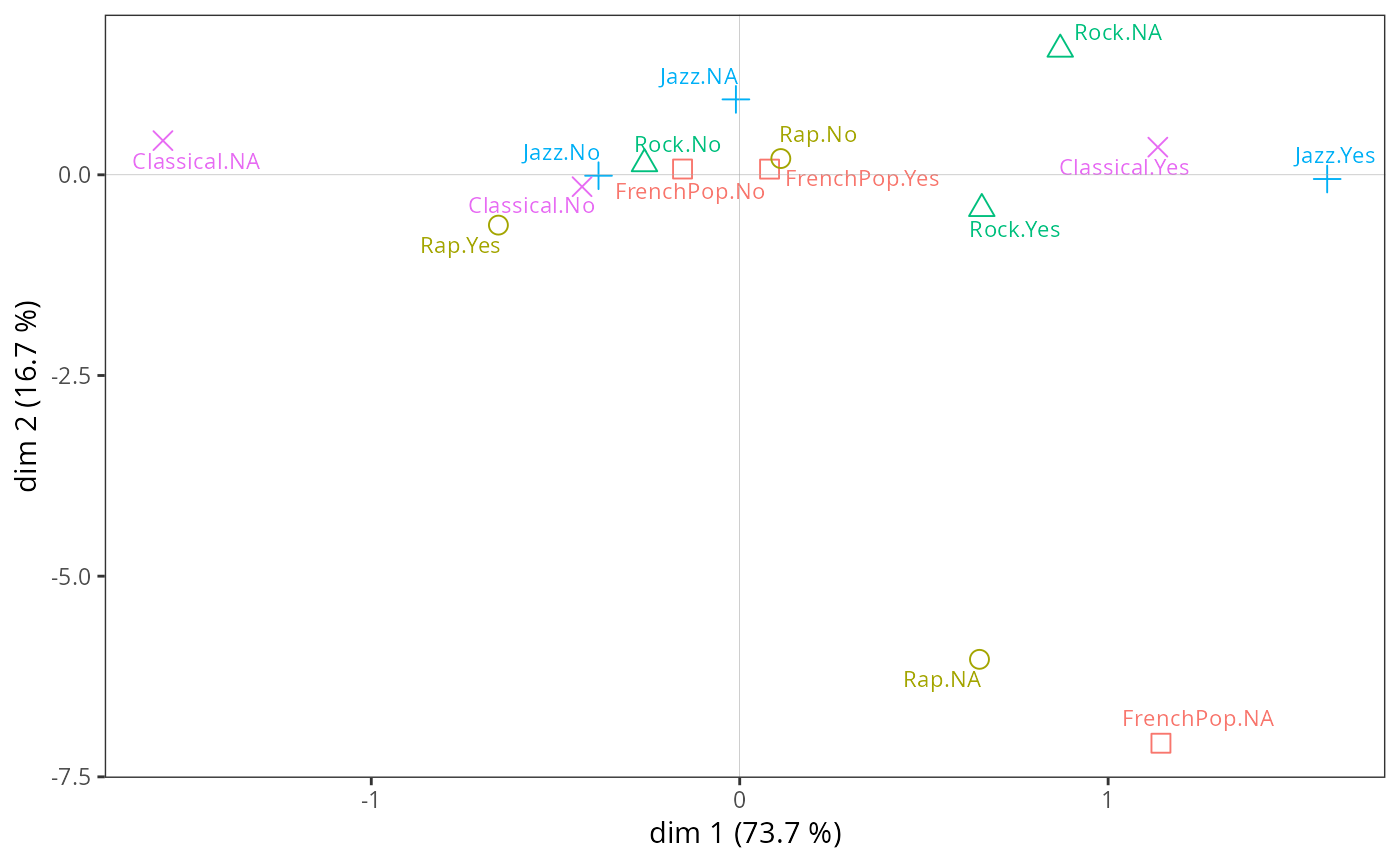 Rock.NA
Jazz.NA
Rap.No
Rock.No
Jazz.No
Jazz.Yes
Classical.NA
Classical.Yes
0.0
FrenchPop.Yes
FrenchPop.No
Classical.No
Rock.Yes
Rap.Yes
-2.5
dim 2 (16.7 %)
-5.0
Rap.NA
FrenchPop.NA
-7.5
-1
0
1
dim 1 (73.7 %)